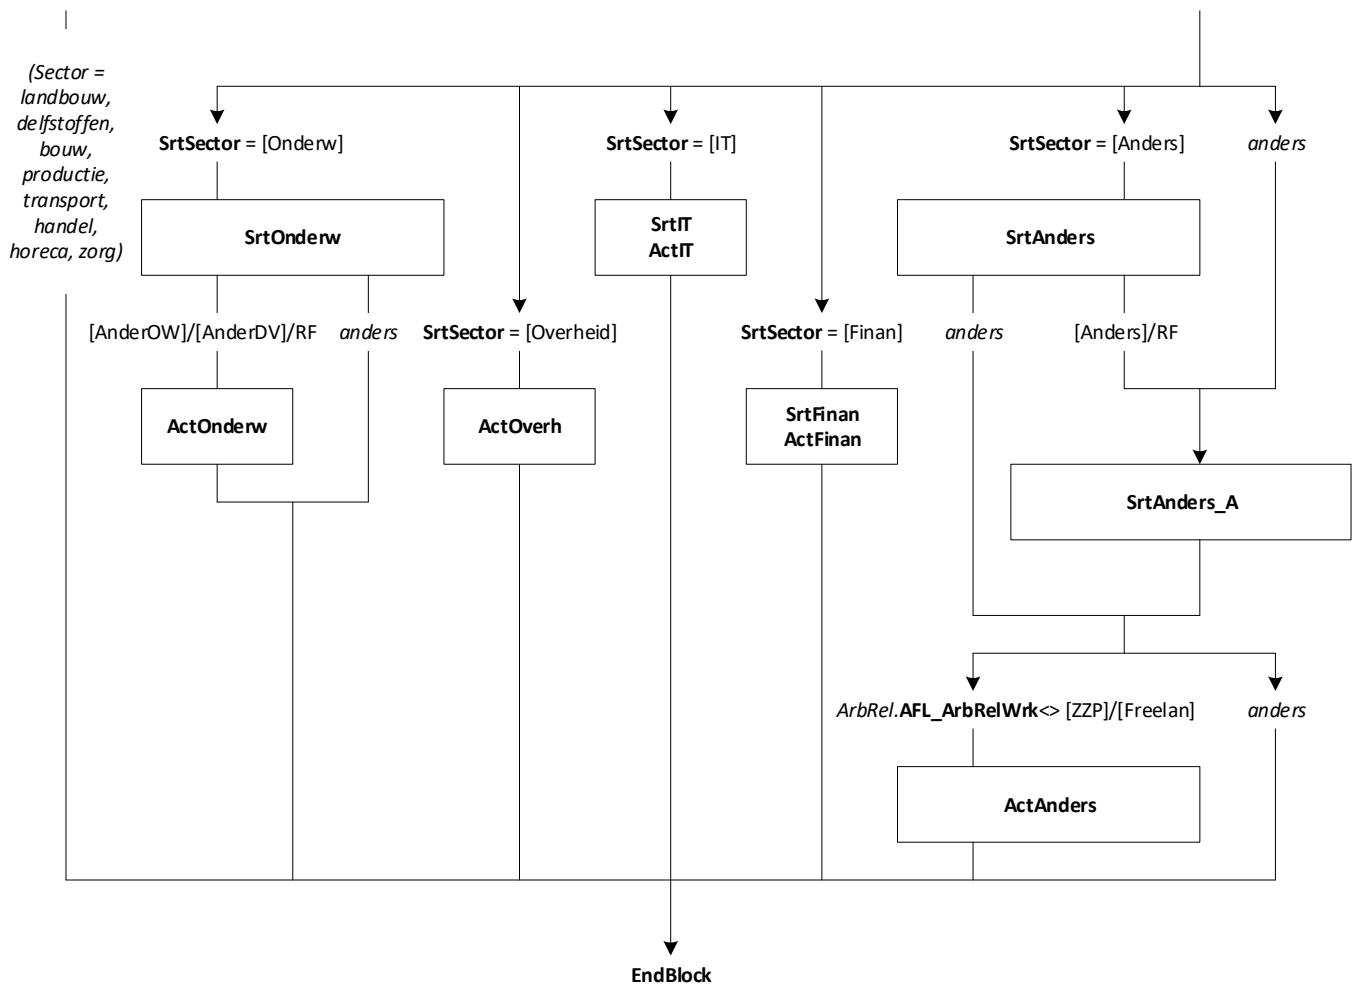 (Sector =
landbouw,
delfstoffen,
bouw,
productie,
transport,
handel,
horeca, zorg)
SrtSector = [Onderw]
SrtSector = [IT]
SrtSector = [Anders]
anders
SrtOnderw
SrtIT
ActIT
SrtAnders
[AnderOW]/[AnderDV]/RF
anders
SrtSector = [Overheid]
SrtSector = [Finan]
anders
[Anders]/RF
ActOnderw
ActOverh
SrtFinan
ActFinan
SrtAnders_A
ArbRel.AFL_ArbRelWrk<> [ZZP]/[Freelan]
anders
ActAnders
EndBlock